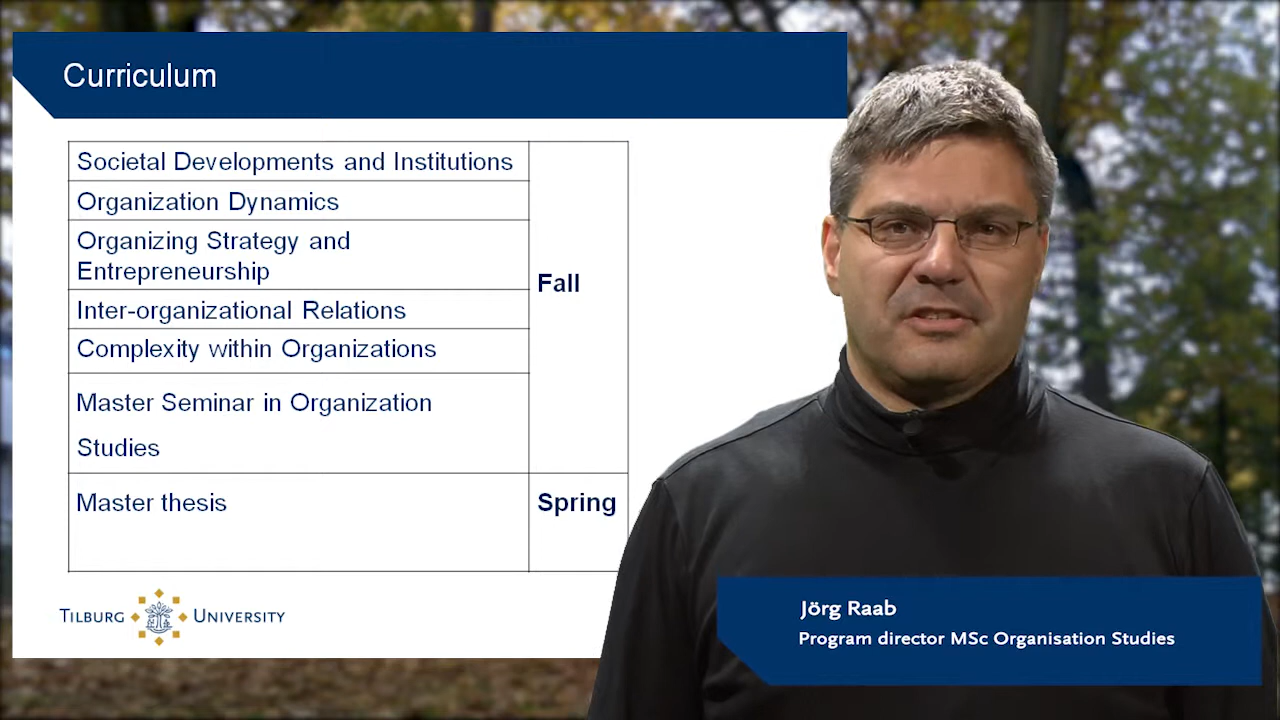 Curriculum
Societal Developments and Institutions
Organization Dynamics
Organizing Strategy and
Entrepreneurship
Inter-organizational Relations
Complexity within Organizations
Master Seminar in Organization
Studies
Fall
Master thesis
Spring
TILBURG UNIVERSITY
Jörg Raab
Program director MSc Organisation Studies